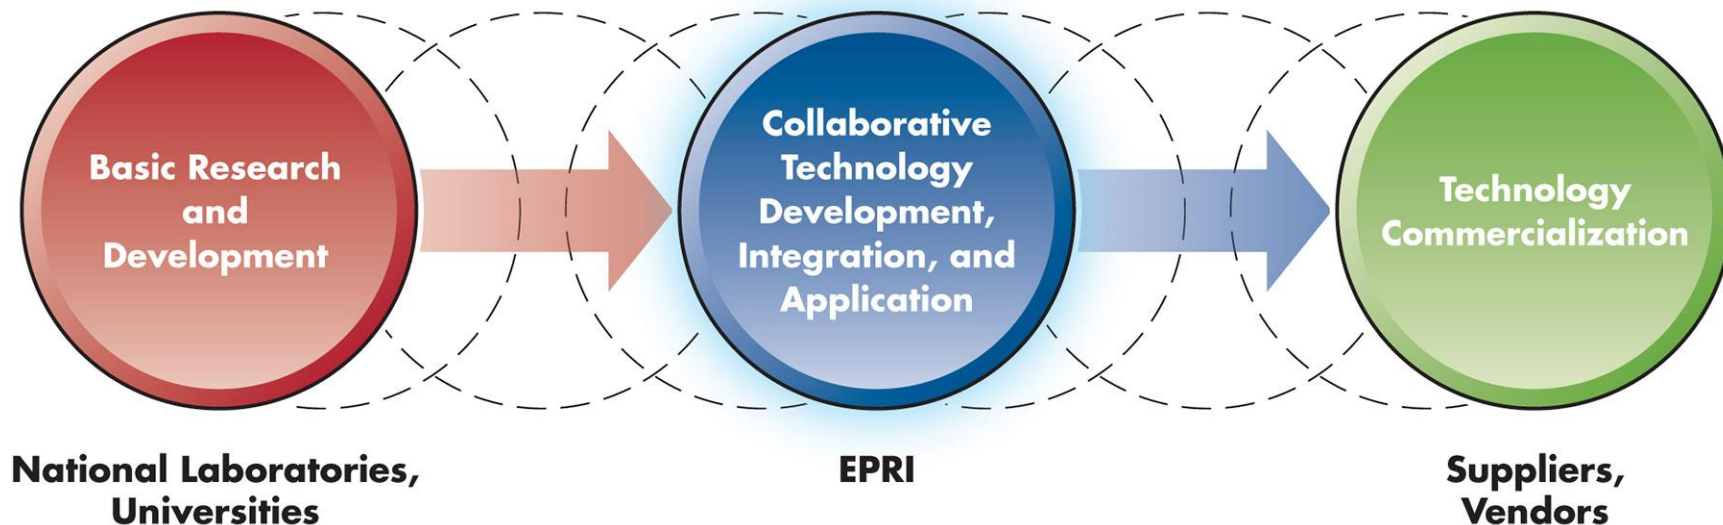 Basic Research
and
Development
Collaborative
Technology
Development,
Integration, and
Application
Technology
Commercialization
National Laboratories,
Universities
EPRI
Suppliers,
Vendors